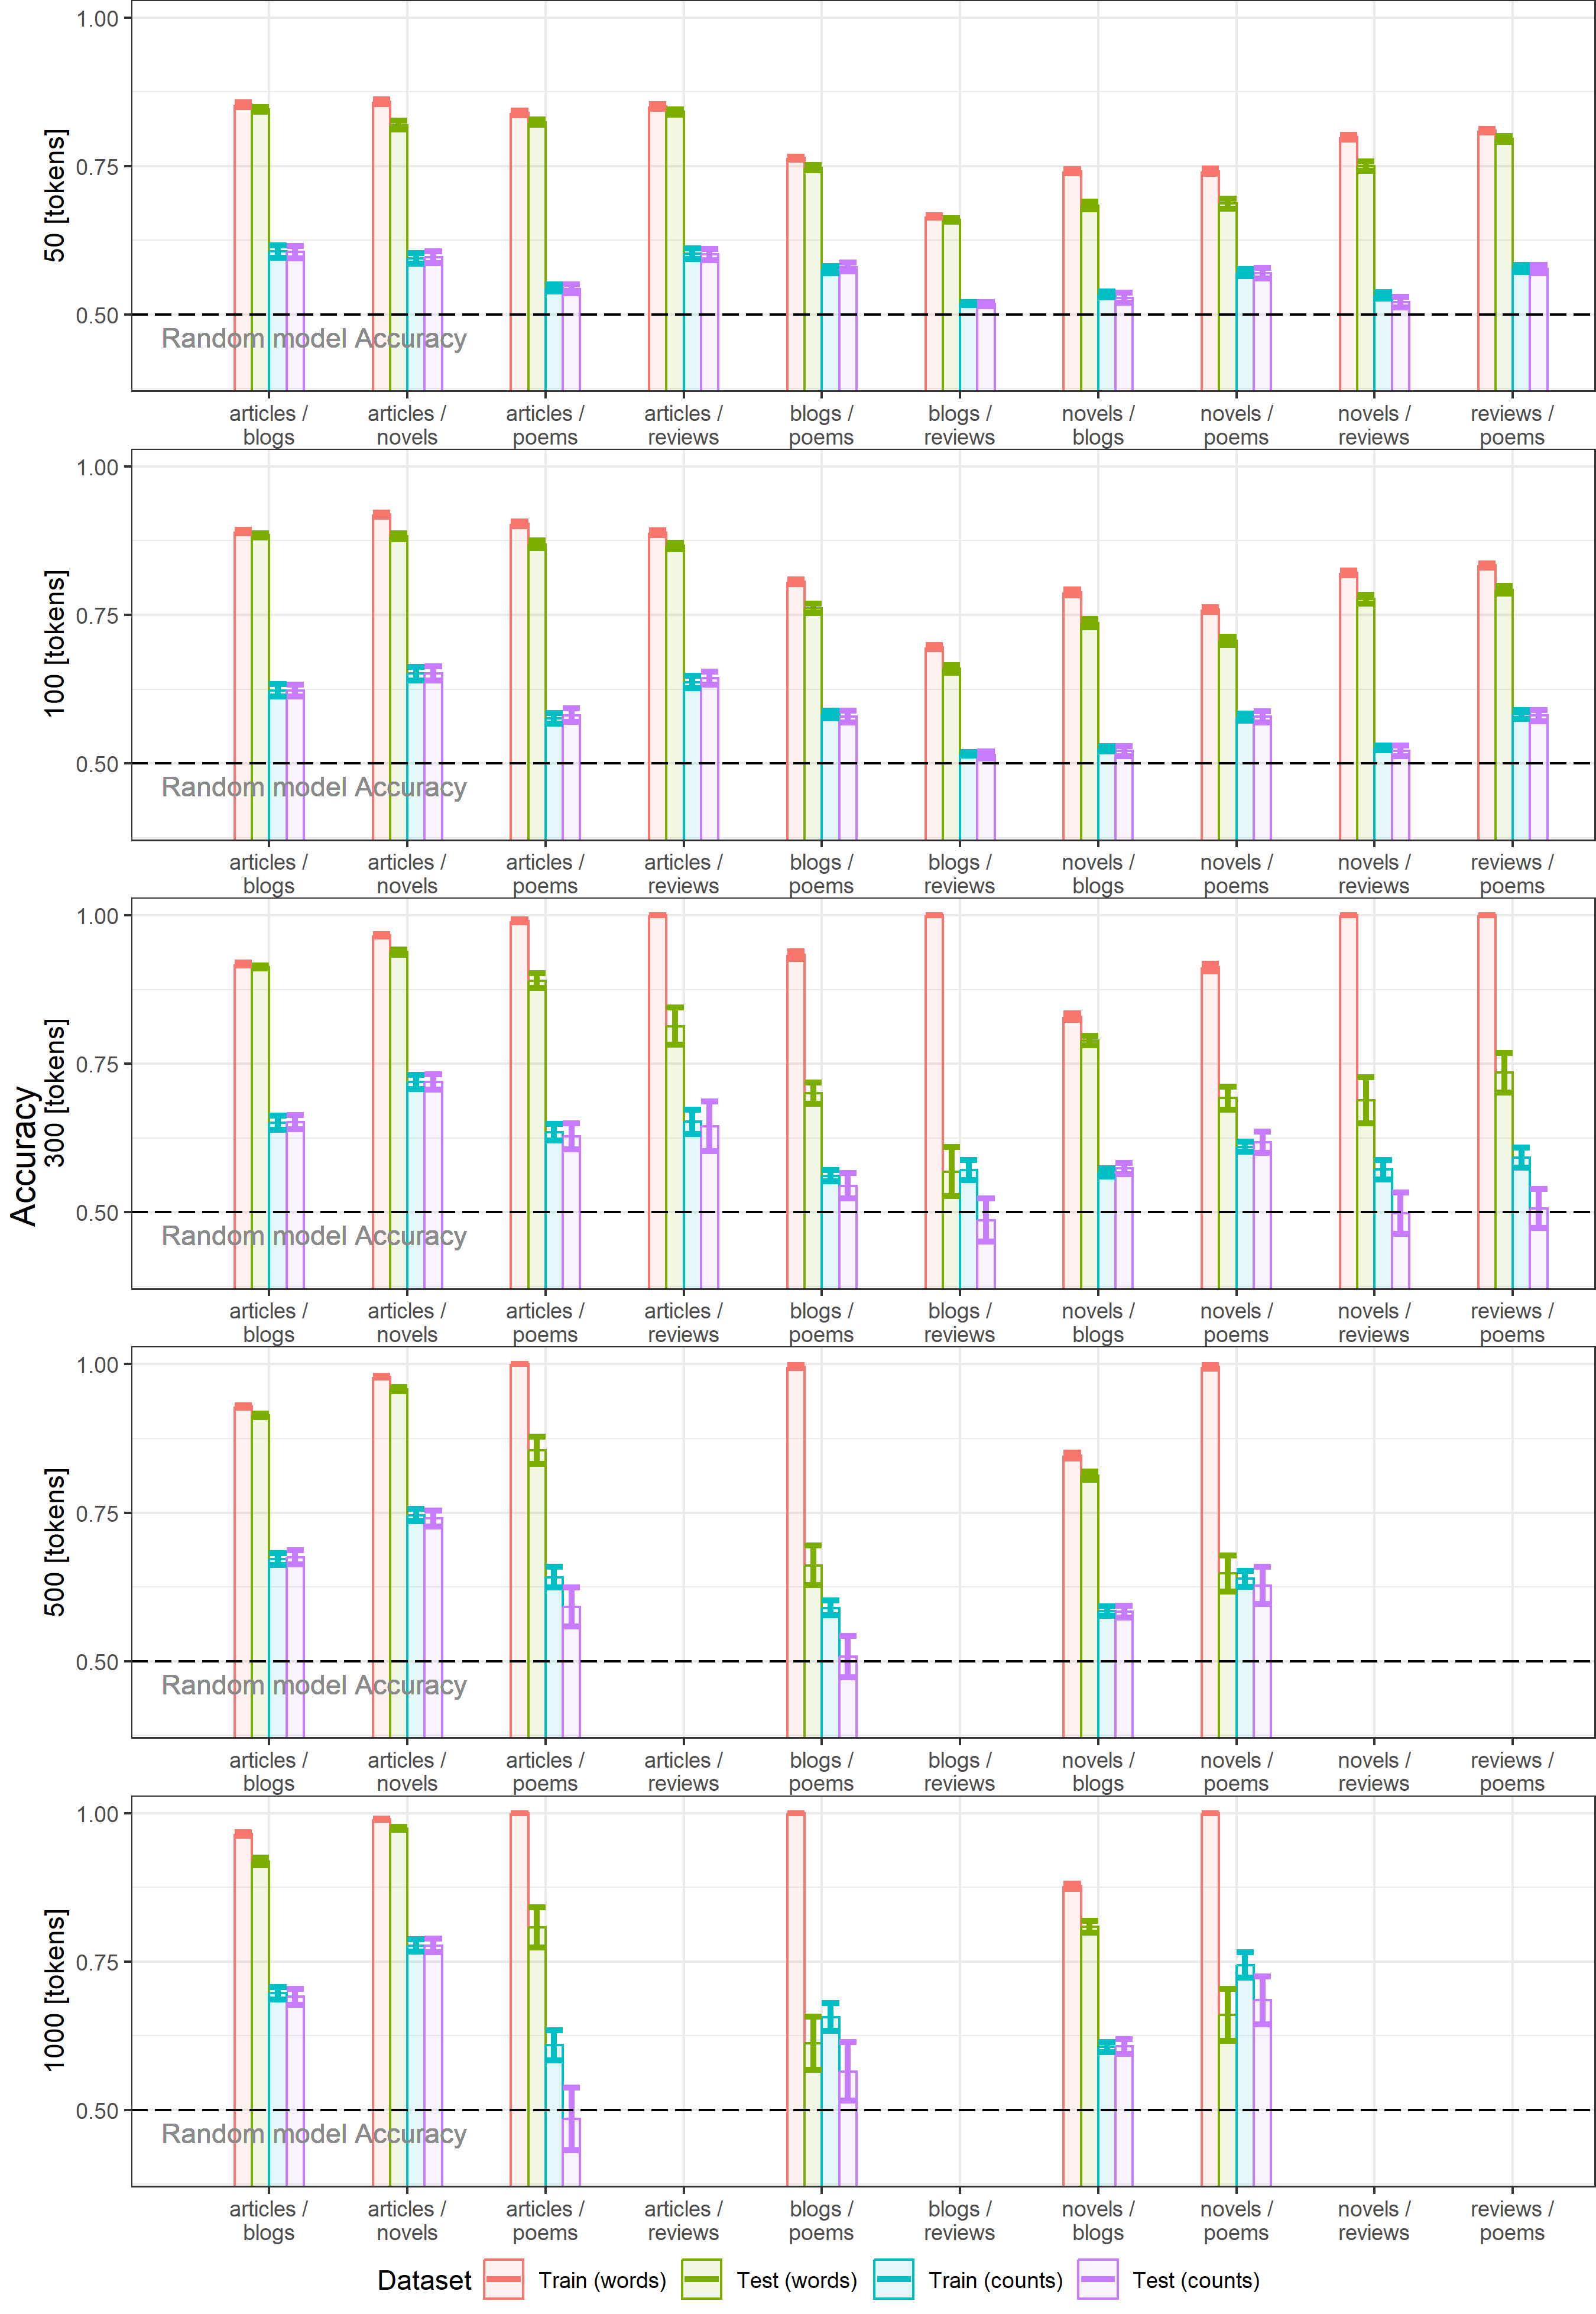 Accuracy
50 [tokens]
1.00
0.75
0.50
Random model Accuracy
articles / blogs
articles / novels
articles / poems
articles / reviews
blogs / poems
blogs / reviews
novels / blogs
novels / poems
novels / reviews
reviews / poems
100 [tokens]
1.00
0.75
0.50
Random model Accuracy
articles / blogs
articles / novels
articles / poems
articles / reviews
blogs / poems
blogs / reviews
novels / blogs
novels / poems
novels / reviews
reviews / poems
300 [tokens]
1.00
0.75
0.50
Random model Accuracy
articles / blogs
articles / novels
articles / poems
articles / reviews
blogs / poems
blogs / reviews
novels / blogs
novels / poems
novels / reviews
reviews / poems
500 [tokens]
1.00
0.75
0.50
Random model Accuracy
articles / blogs
articles / novels
articles / poems
articles / reviews
blogs / poems
blogs / reviews
novels / blogs
novels / poems
novels / reviews
reviews / poems
1000 [tokens]
1.00
0.75
0.50
Random model Accuracy
articles / blogs
articles / novels
articles / poems
articles / reviews
blogs / poems
blogs / reviews
novels / blogs
novels / poems
novels / reviews
reviews / poems
Dataset Train (words) Test (words) Train (counts) Test (counts)